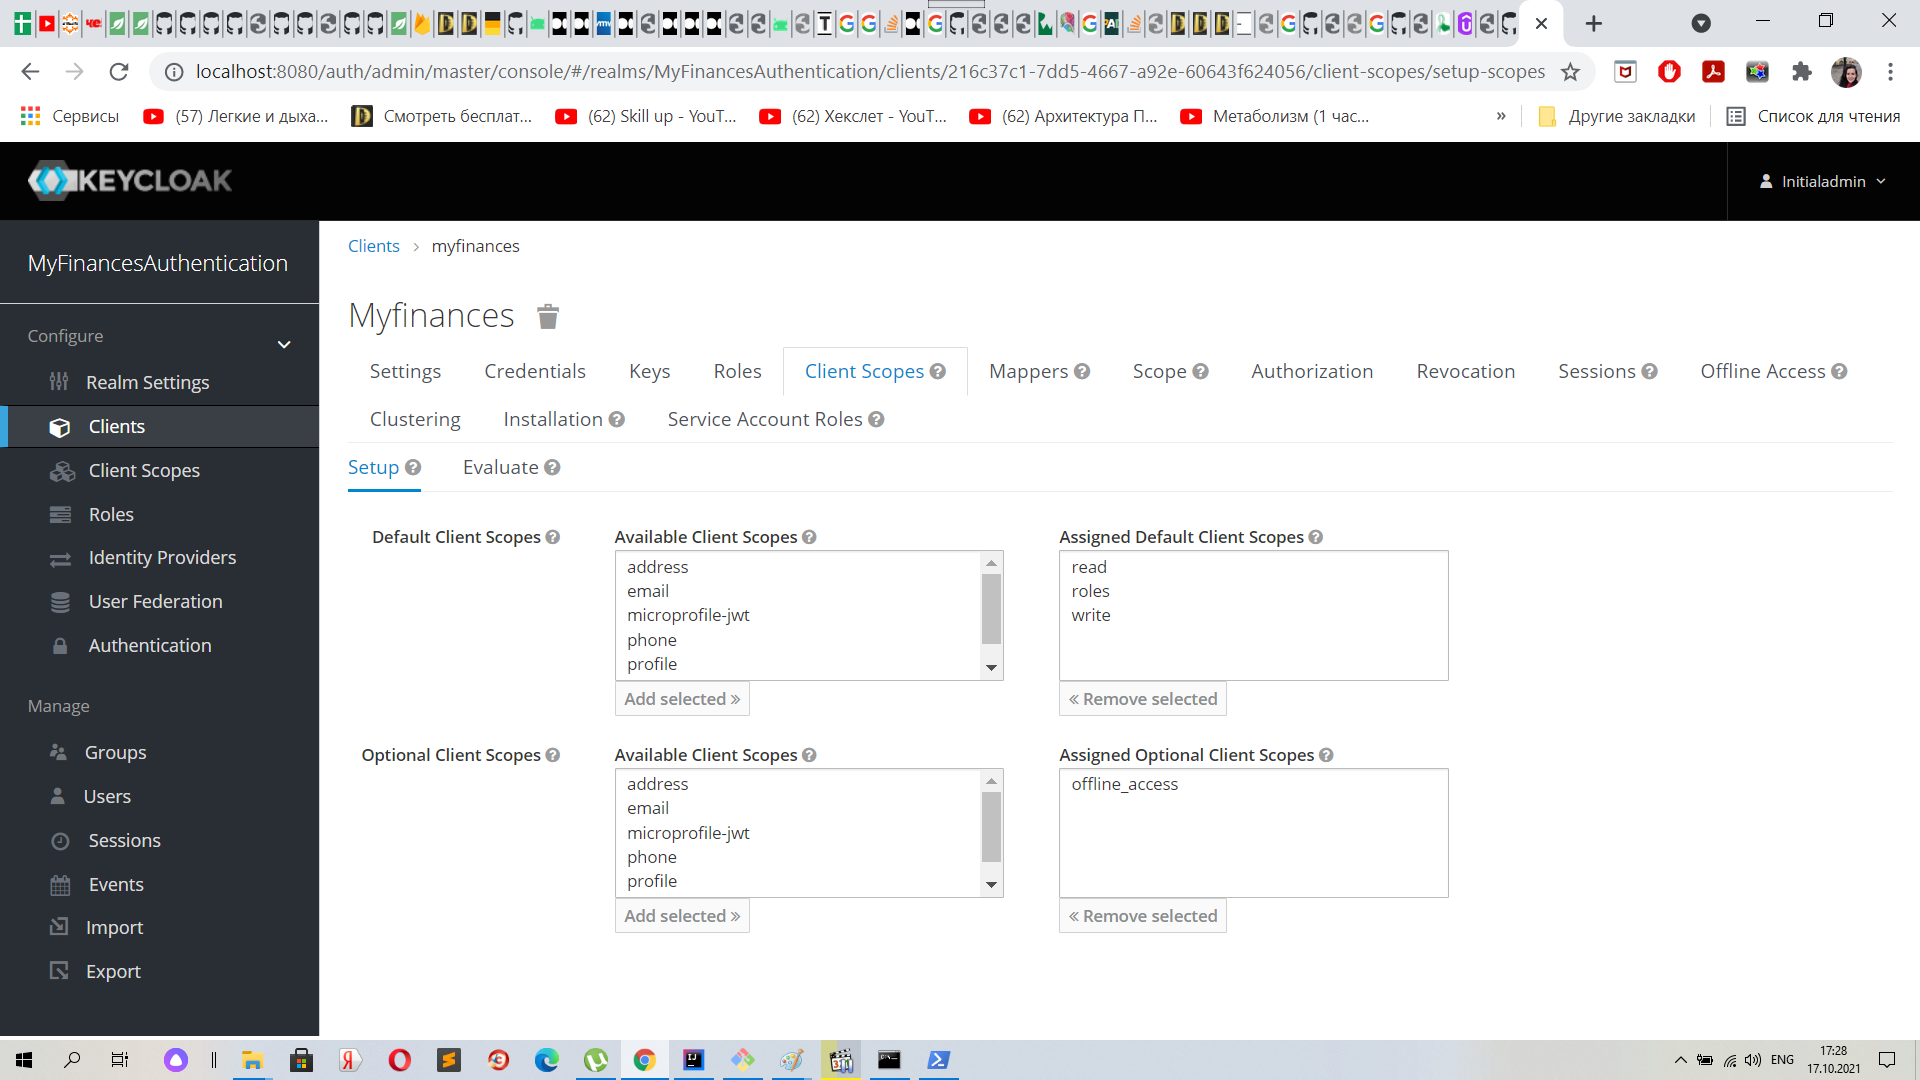 localhost:8080/auth/admin/master/console/#/realms/MyFinancesAuthentication/clients/216c37c1-7dd5-4667-a92e-60643f624056/client-scopes/setup-scopes
Сервисы
(57) Легкие и дыха...
Смотреть бесплат...
(62) Skill up - YouT...
(62) Хекслет - YouT...
(62) Архитектура П...
Метаболизм (1 час...
»
Другие закладки
Список для чтения
KEYCLOAK
Initialadmin
MyFinancesAuthentication
Configure
Realm Settings
Clients
Client Scopes
Roles
Identity Providers
User Federation
Authentication
Manage
Groups
Users
Sessions
Events
Import
Export
Clients > myfinances
Myfinances
Settings Credentials Keys Roles Client Scopes Mappers Scope Authorization Revocation Sessions Offline Access
Clustering Installation Service Account Roles
Setup Evaluate
Default Client Scopes
Available Client Scopes
address
email
microprofile-jwt
phone
profile
Add selected »
Assigned Default Client Scopes
read
roles
write
« Remove selected
Optional Client Scopes
Available Client Scopes
address
email
microprofile-jwt
phone
profile
Add selected »
Assigned Optional Client Scopes
offline_access
« Remove selected
ENG
17:28
17.10.2021